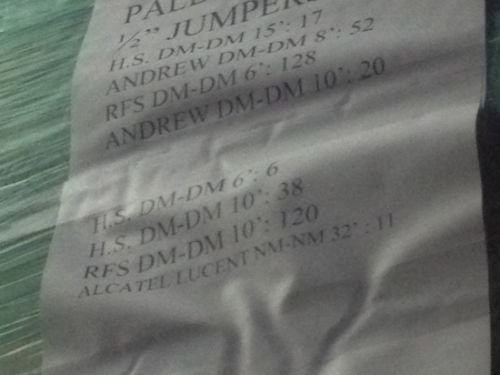 ½" JUMPERS
H.S. DM-DM 15': 17
ANDREW DM-DM 8': 52
RFS DM-DM 6': 128
ANDREW DM-DM 10': 20
H.S. DM-DM 6': 6
H.S. DM-DM 10': 38
RFS DM-DM 10': 120
ALCATEL LUCENT NM-NM 32' : 11